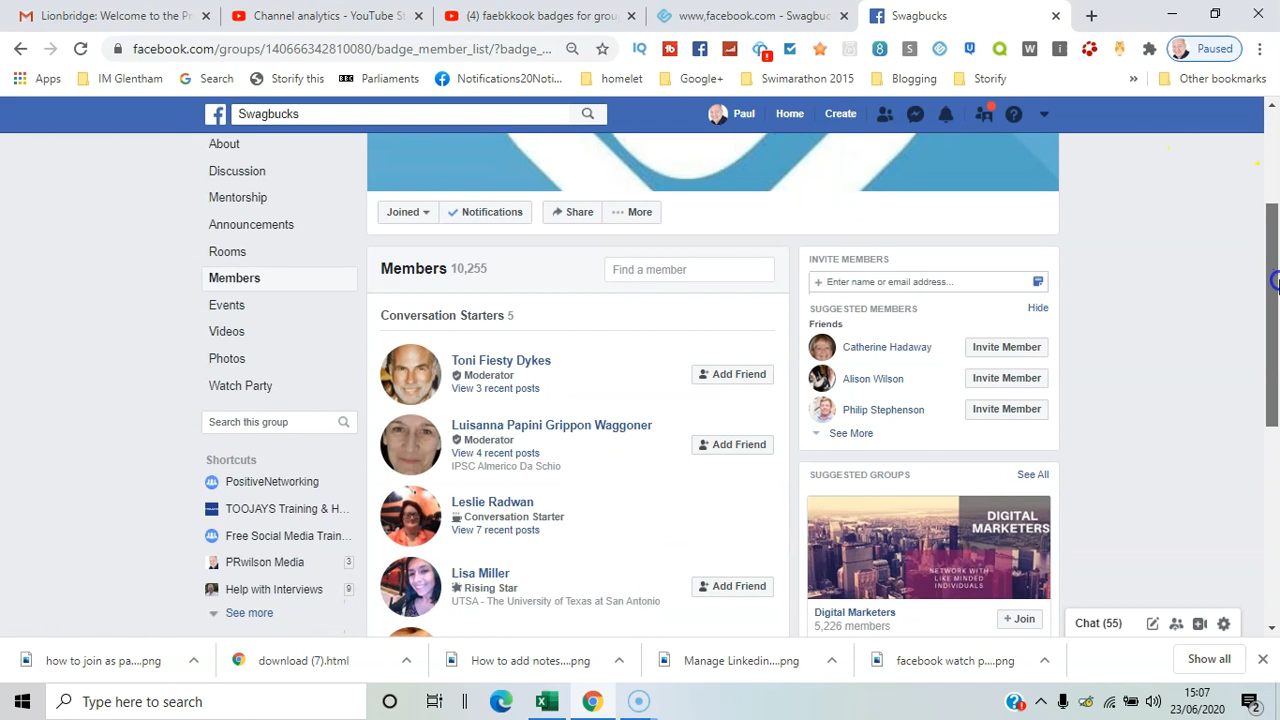 Lionbridge: Welcome to the Pro
Channel analytics - YouTube St
(4) faebkkook badges for grou
www,facebook.com - Swagbuc
Swagbucks
facebook.com/groups/140666342810080/badge_member_list/?badge_...
Paused
Apps
IM Glentham
Search
Storify this
Parliaments
Notifications20Noti...
homelet
Google+
Swimarathon 2015
Blogging
Storify
»
Other bookmarks
Swagbucks
Paul
Home
Create
About
Discussion
Mentorship
Announcements
Rooms
Members
Events
Videos
Photos
Watch Party
Search this group
Shortcuts
PositiveNetworking
TOOJAYS Training & H...
Free Social Media Train...
PRwilson Media 3
Help with Interviews 9
See more
Joined
Notifications
Share
More
Members 10,255
Find a member
Conversation Starters 5
Toni Fiesty Dykes
Moderator
View 3 recent posts
Add Friend
Luisanna Papini Grippon Waggoner
Moderator
View 4 recent posts
IPSC Almerico Da Schio
Add Friend
Leslie Radwan
Conversation Starter
View 7 recent posts
Lisa Miller
Rising Star
UTSA - The University of Texas at San Antonio
Add Friend
INVITE MEMBERS
+ Enter name or email address...
SUGGESTED MEMBERS Hide
Friends
Catherine Hadaway Invite Member
Alison Wilson Invite Member
Philip Stephenson Invite Member
See More
SUGGESTED GROUPS See All
DIGITAL
MARKETERS
NETWORK WITH
LIKE MINDED
INDIVIDUALS
Digital Marketers
5,226 members
+ Join
Chat (55)
how to join as pa....png
download (7).html
How to add notes....png
Manage Linkedin....png
facebook watch p....png
Show all
Type here to search
15:07
23/06/2020
2